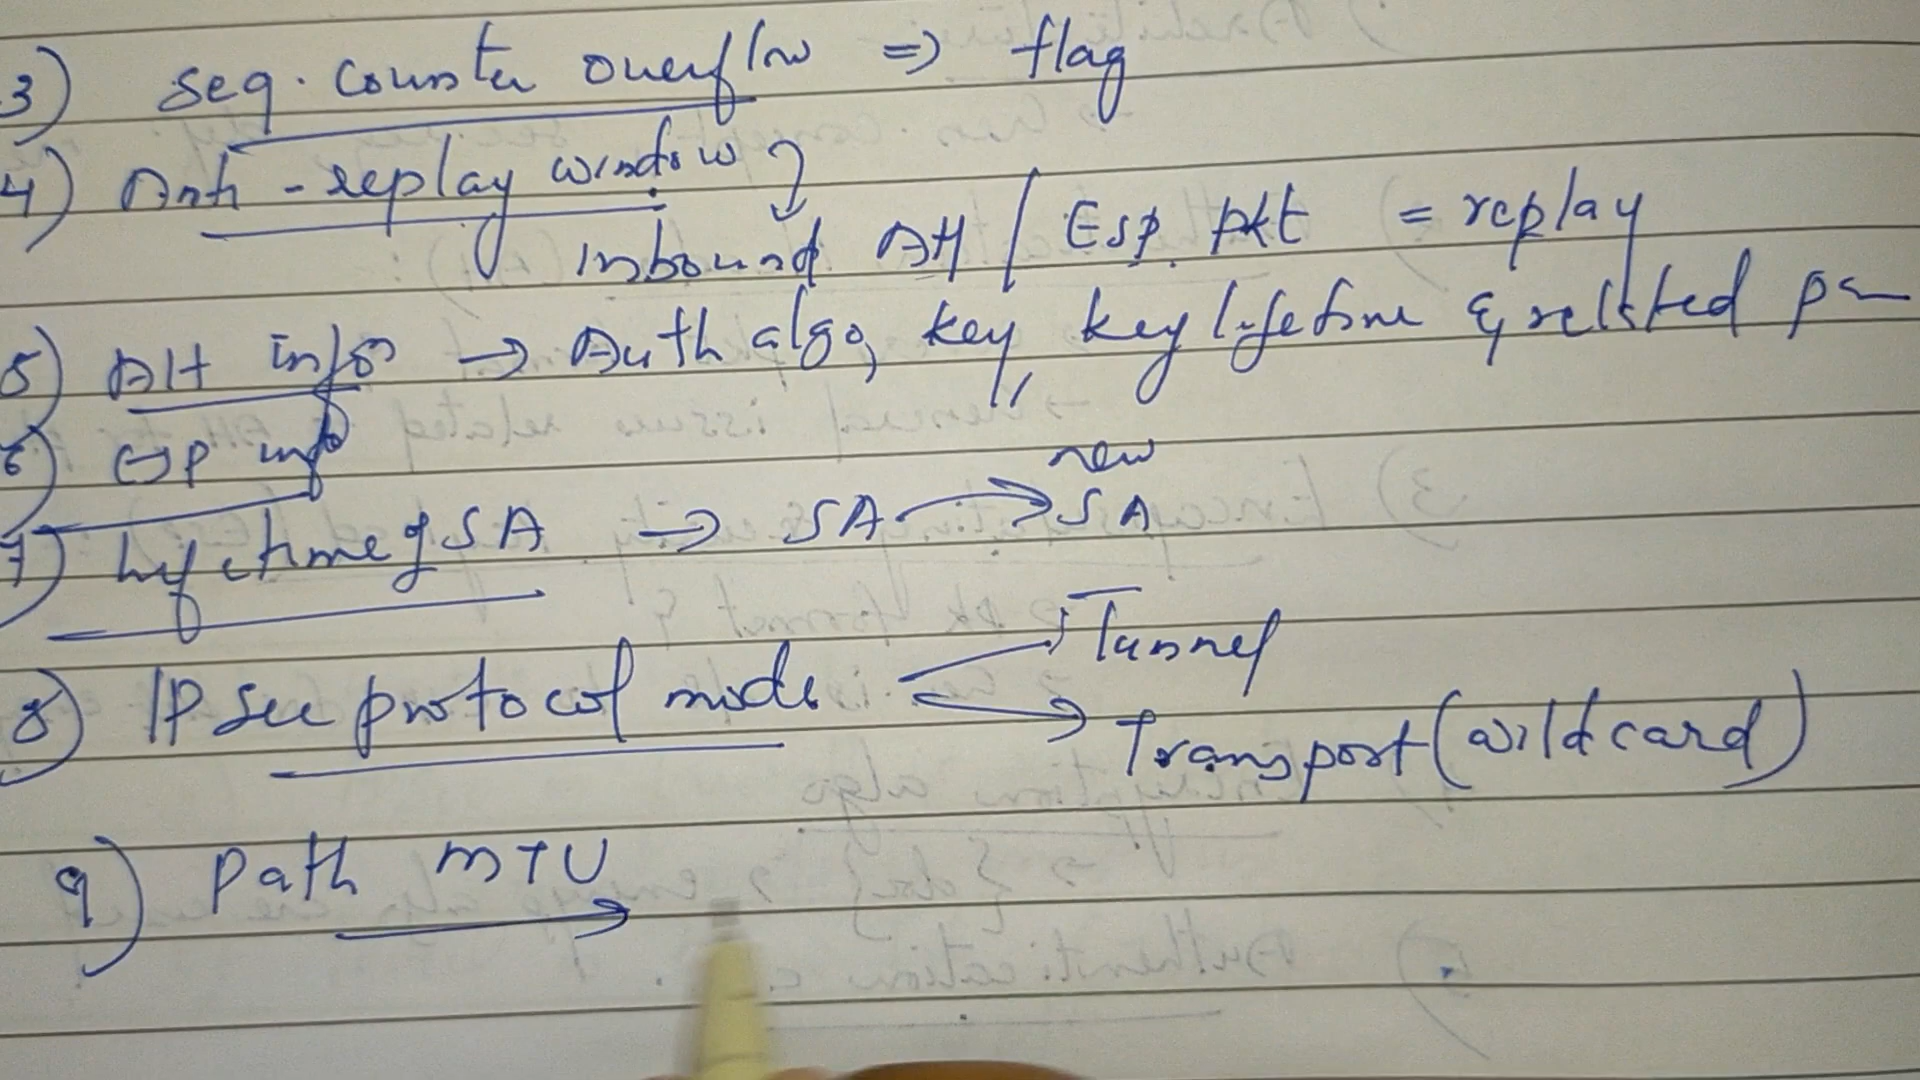 3) seq. counter overflow => flag
4) Anti-replay window
inbound AH / ESP pkt = replay
5) AH info → Auth algo, key, key lifetime & related
6) ESP info
7) Lifetime of SA → SA → new SA
8) IPsec protocol mode
Tunnel
Transport (wildcard)
9) Path MTU